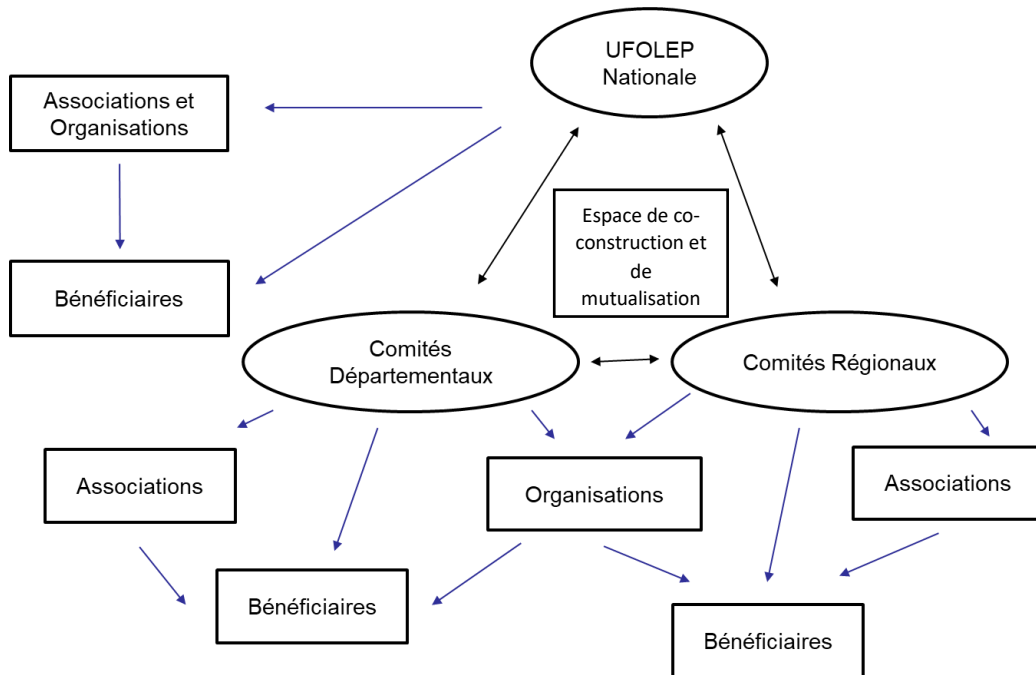 UFOLEP
Nationale
Associations et
Organisations
Espace de co-
construction et
de
mutualisation
Bénéficiaires
Comités
Départementaux
Comités Régionaux
Associations
Organisations
Associations
Bénéficiaires
Bénéficiaires